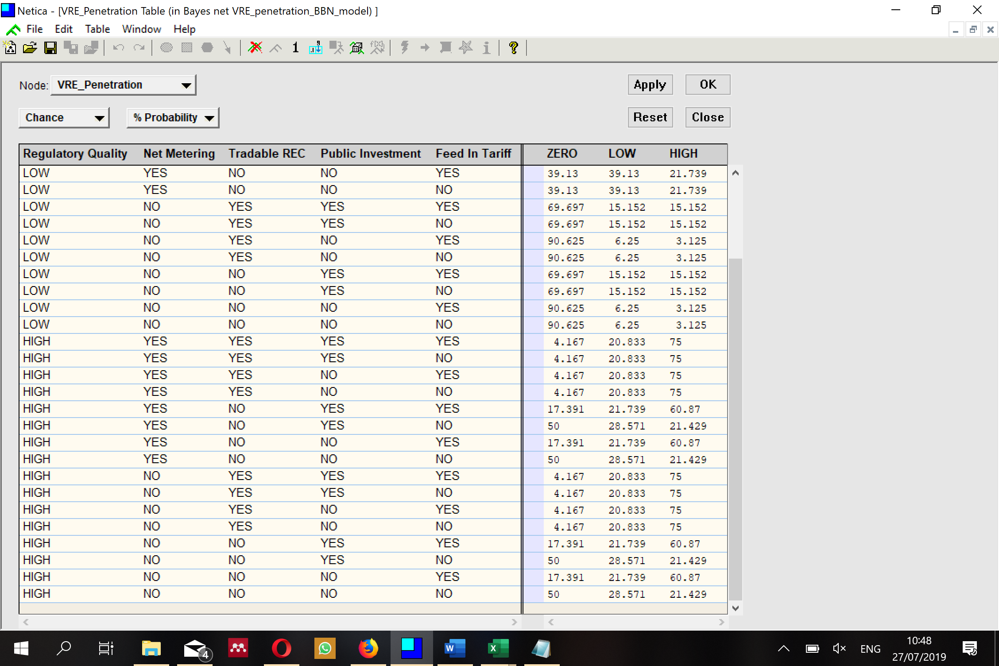 Netica - [VRE_Penetration Table (in Bayes net VRE_penetration_BBN_model) ]
File Edit Table Window Help
1 f(x) ?
Node: VRE_Penetration Apply OK
Chance % Probability Reset Close
Regulatory Quality Net Metering Tradable REC Public Investment Feed In Tariff ZERO LOW HIGH
LOW YES NO NO YES 39.13 39.13 21.739
LOW YES NO NO NO 39.13 39.13 21.739
LOW NO YES YES YES 69.697 15.152 15.152
LOW NO YES YES NO 69.697 15.152 15.152
LOW NO YES NO YES 90.625 6.25 3.125
LOW NO YES NO NO 90.625 6.25 3.125
LOW NO NO YES YES 69.697 15.152 15.152
LOW NO NO YES NO 69.697 15.152 15.152
LOW NO NO NO YES 90.625 6.25 3.125
LOW NO NO NO NO 90.625 6.25 3.125
HIGH YES YES YES YES 4.167 20.833 75
HIGH YES YES YES NO 4.167 20.833 75
HIGH YES YES NO YES 4.167 20.833 75
HIGH YES YES NO NO 4.167 20.833 75
HIGH YES NO YES YES 17.391 21.739 60.87
HIGH YES NO YES NO 50 28.571 21.429
HIGH YES NO NO YES 17.391 21.739 60.87
HIGH YES NO NO NO 50 28.571 21.429
HIGH NO YES YES YES 4.167 20.833 75
HIGH NO YES YES NO 4.167 20.833 75
HIGH NO YES NO YES 4.167 20.833 75
HIGH NO YES NO NO 4.167 20.833 75
HIGH NO NO YES YES 17.391 21.739 60.87
HIGH NO NO YES NO 50 28.571 21.429
HIGH NO NO NO YES 17.391 21.739 60.87
HIGH NO NO NO NO 50 28.571 21.429
4 W X ENG 10:48
27/07/2019